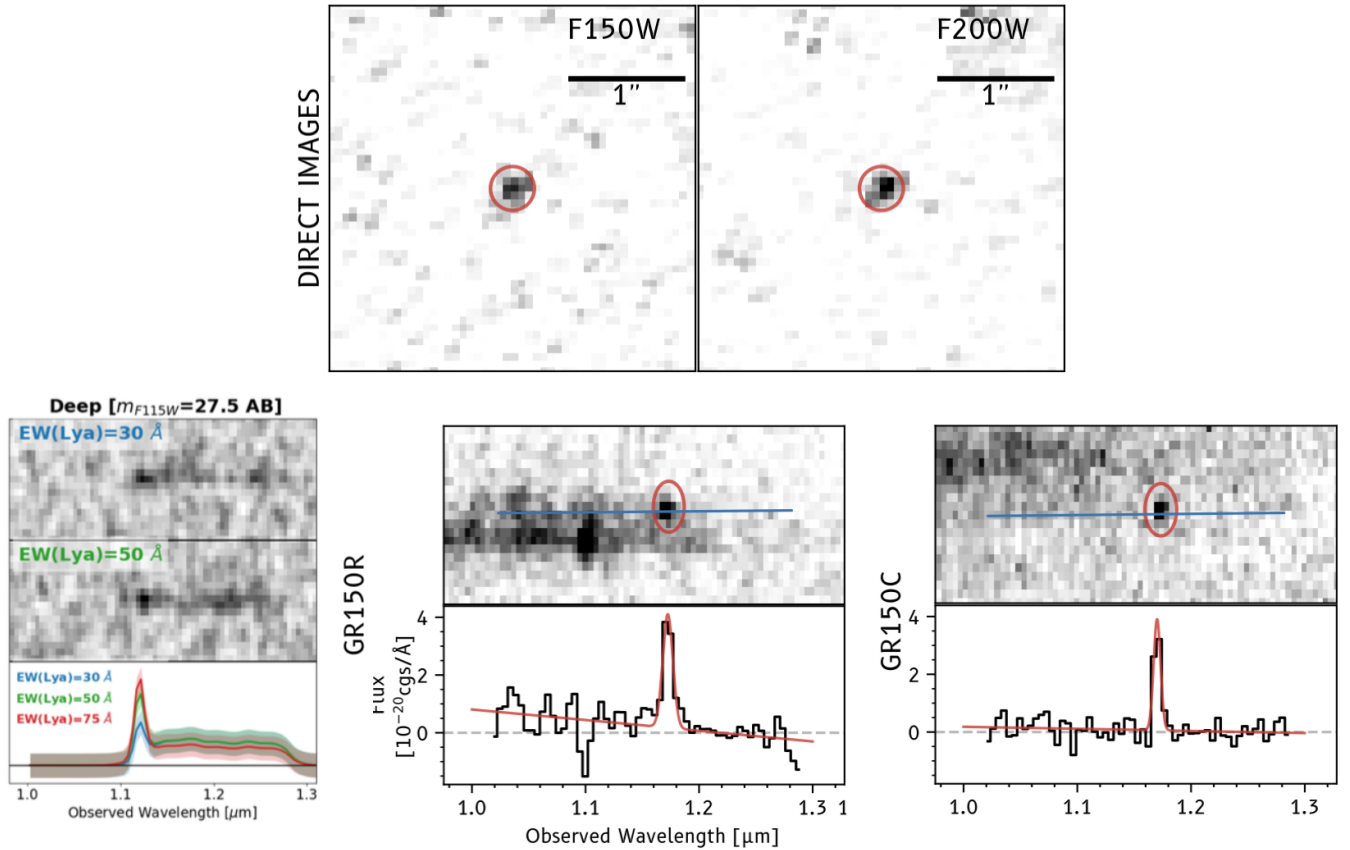 F150W
1”
F200W
1”
DIRECT IMAGES
Deep [mF115W=27.5 AB]
EW(Lya)=30 Å
EW(Lya)=50 Å
EW(Lya)=30 Å
EW(Lya)=50 Å
EW(Lya)=75 Å
1.0 1.1 1.2 1.3
Observed Wavelength [μm]
GR150R
Flux
[10⁻²⁰cgs/Å]
4
2
0
1.0 1.1 1.2 1.3 1
Observed Wavelength [μm]
GR150C
4
2
0
1.0 1.1 1.2 1.3